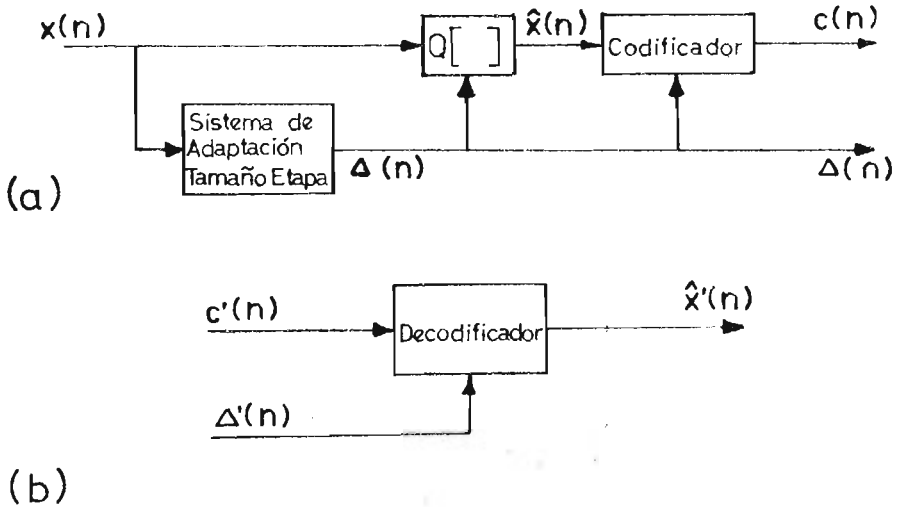 x(n)
Q[ ]
x̂(n)
Codificador
c(n)
Sistema de
Adaptación
Tamaño Etapa
Δ(n)
Δ(n)
(a)
c'(n)
Decodificador
x̂'(n)
Δ'(n)
(b)